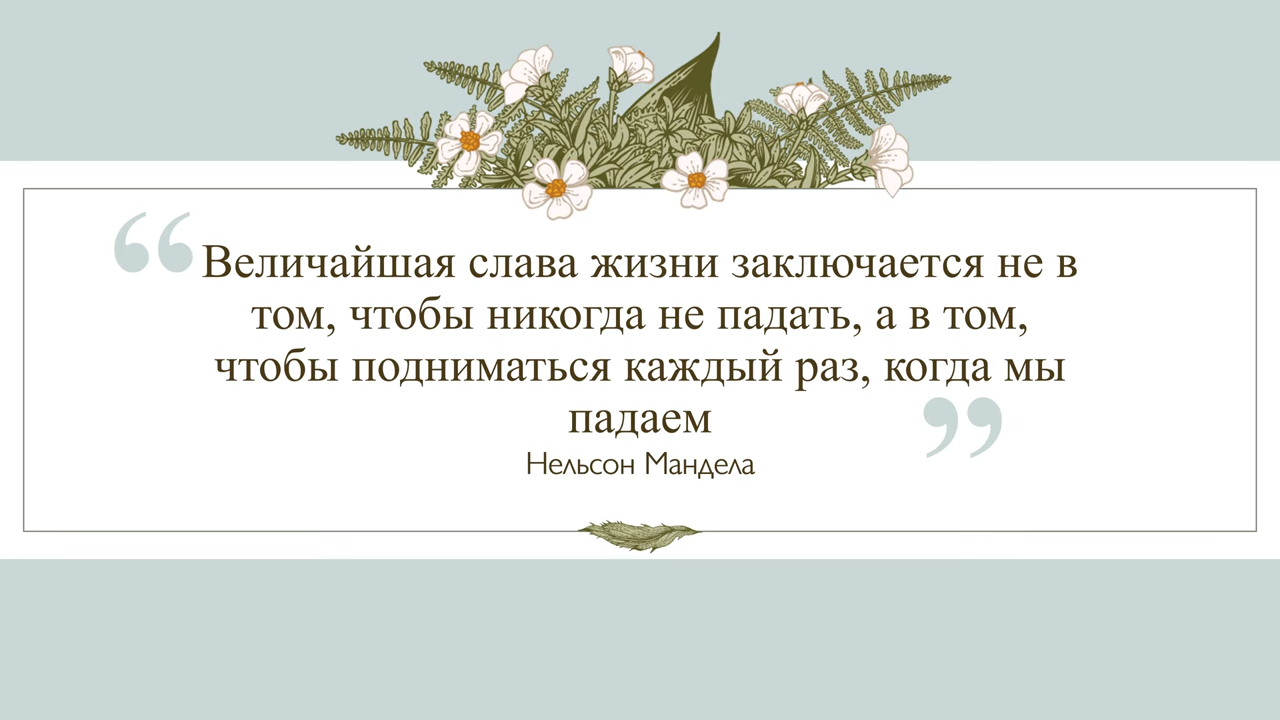 “Величайшая слава жизни заключается не в
том, чтобы никогда не падать, а в том,
чтобы подниматься каждый раз, когда мы
падаем”
Нельсон Мандела